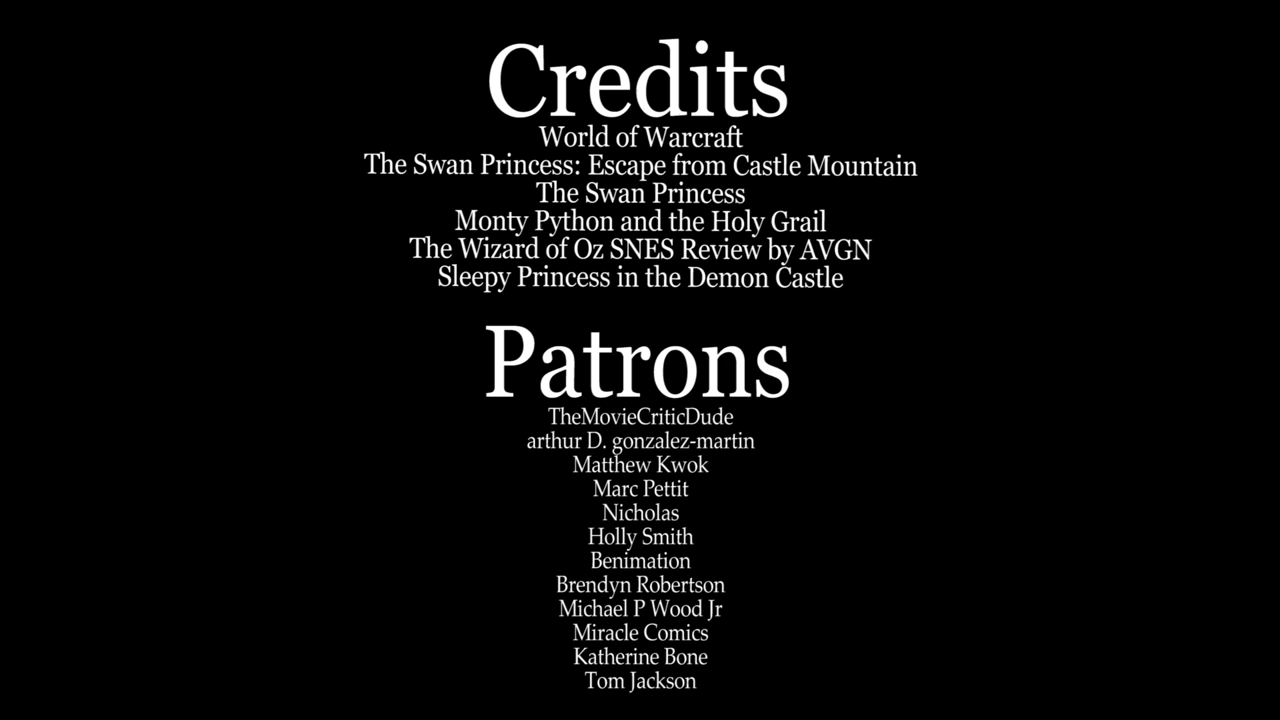 Credits
World of Warcraft
The Swan Princess: Escape from Castle Mountain
The Swan Princess
Monty Python and the Holy Grail
The Wizard of Oz SNES Review by AVGN
Sleepy Princess in the Demon Castle
Patrons
TheMovieCriticDude
arthur D. gonzalez-martin
Matthew Kwok
Marc Pettit
Nicholas
Holly Smith
Benimation
Brendyn Robertson
Michael P Wood Jr
Miracle Comics
Katherine Bone
Tom Jackson